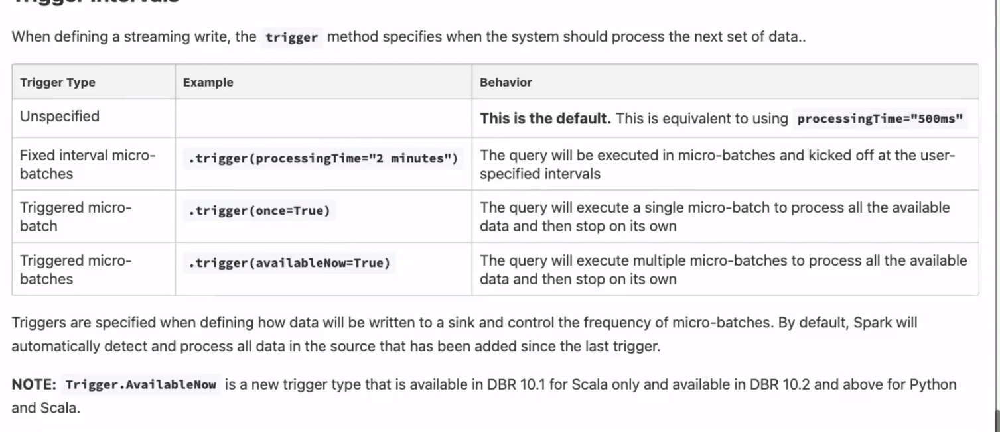 Trigger Intervals
When defining a streaming write, the trigger method specifies when the system should process the next set of data..
Trigger Type Example Behavior
Unspecified This is the default. This is equivalent to using processingTime="500ms"
Fixed interval micro-
batches
.trigger(processingTime="2 minutes")
The query will be executed in micro-batches and kicked off at the user-
specified intervals
Triggered micro-
batch
.trigger(once=True)
The query will execute a single micro-batch to process all the available
data and then stop on its own
Triggered micro-
batches
.trigger(availableNow=True)
The query will execute multiple micro-batches to process all the available
data and then stop on its own
Triggers are specified when defining how data will be written to a sink and control the frequency of micro-batches. By default, Spark will
automatically detect and process all data in the source that has been added since the last trigger.
NOTE: Trigger.AvailableNow is a new trigger type that is available in DBR 10.1 for Scala only and available in DBR 10.2 and above for Python
and Scala.